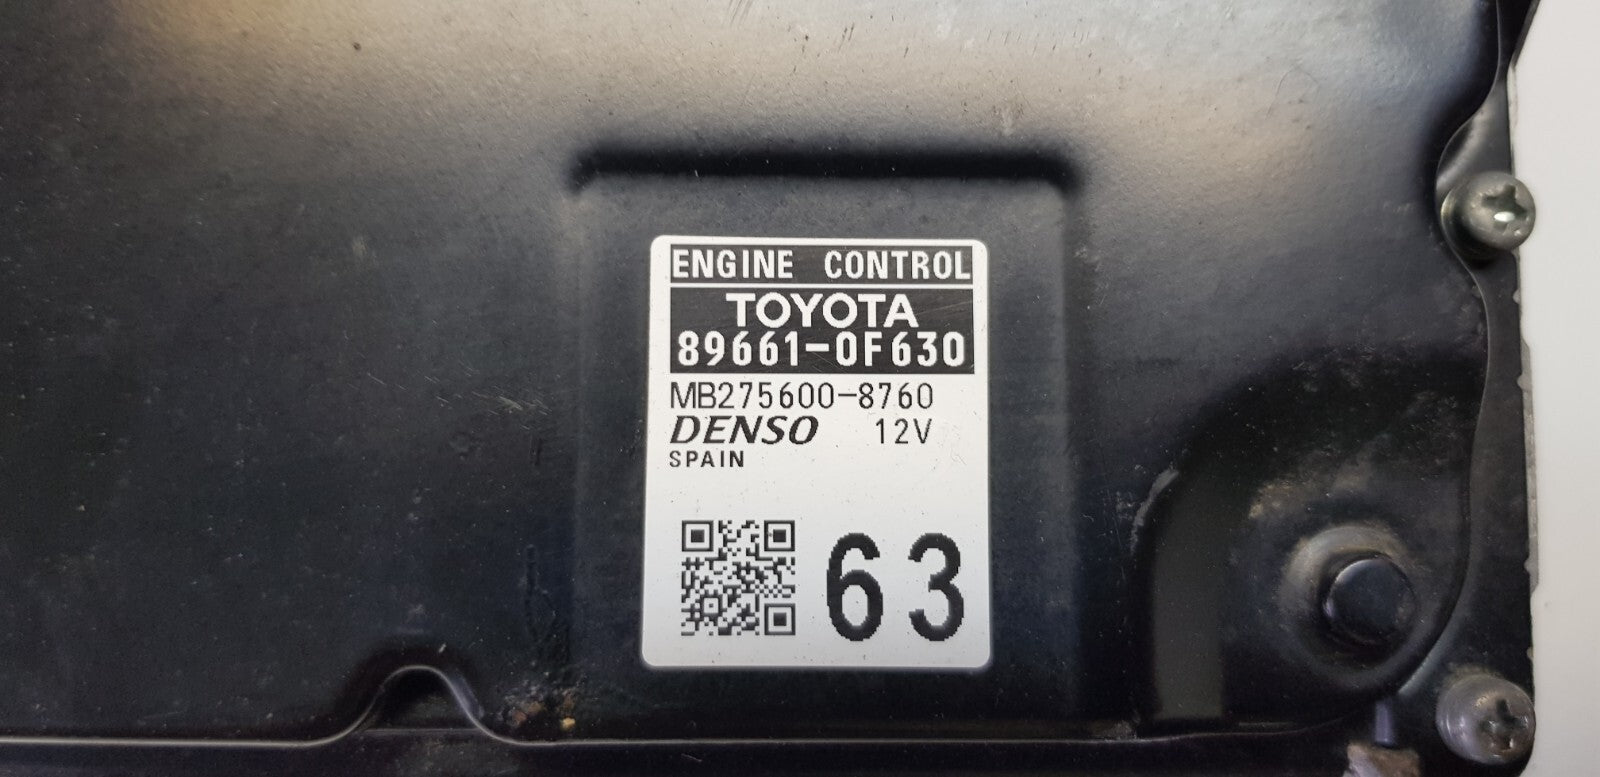 ENGINE CONTROL
TOYOTA
89661-0F630
MB275600-8760
DENSO 12V
SPAIN
63